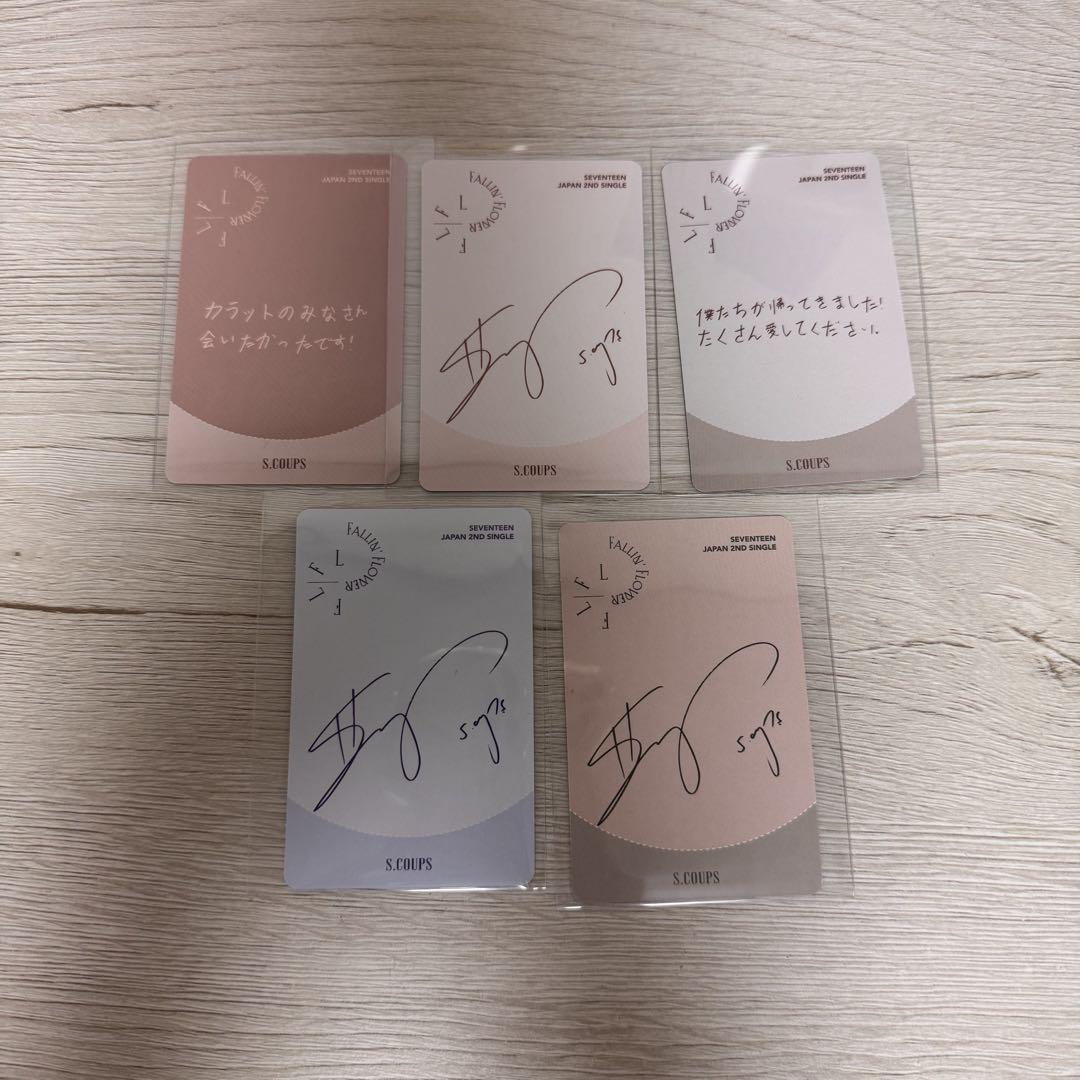 SEVENTEEN
JAPAN 2ND SINGLE
FALLIN' FLOWER
F
L
L
F
カラットのみなさん
会いたかったです!
S.COUPS
SEVENTEEN
JAPAN 2ND SINGLE
FALLIN' FLOWER
F
L
L
F
S.COUPS
SEVENTEEN
JAPAN 2ND SINGLE
FALLIN' FLOWER
F
L
L
F
僕たちが帰ってきました!
たくさん愛してください。
S.COUPS
SEVENTEEN
JAPAN 2ND SINGLE
FALLIN' FLOWER
F
L
L
F
S.COUPS
SEVENTEEN
JAPAN 2ND SINGLE
FALLIN' FLOWER
F
L
L
F
S.COUPS